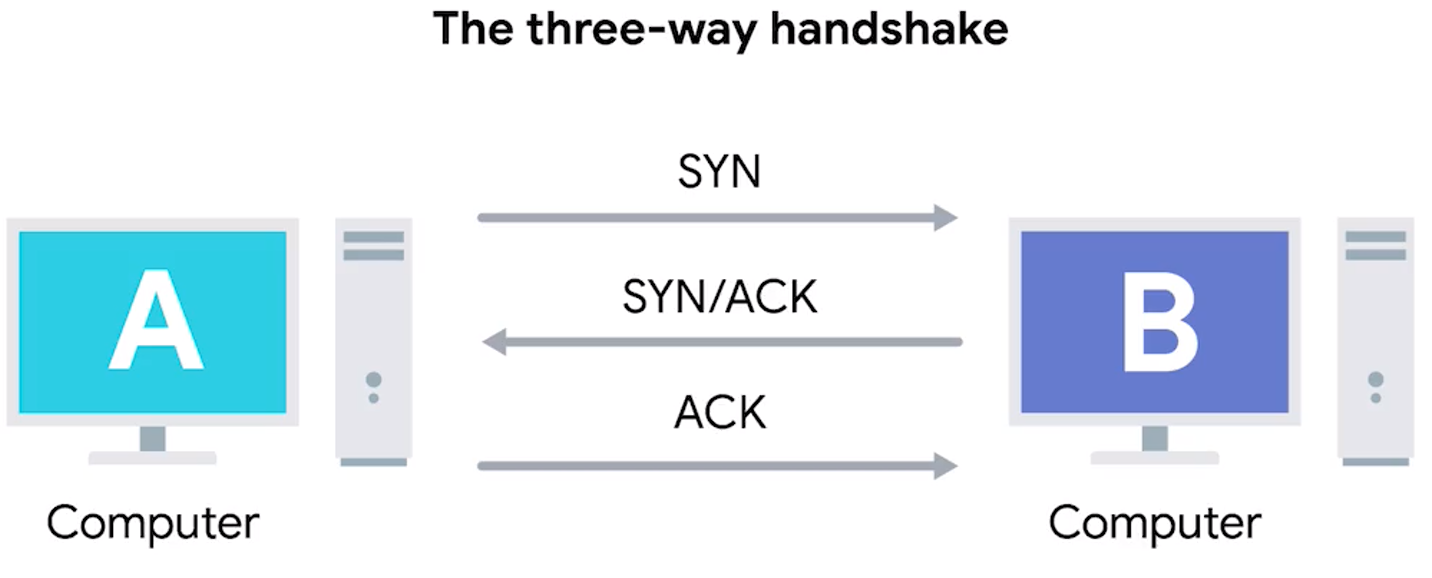 The three-way handshake
SYN
A
SYN/ACK
B
ACK
Computer
Computer